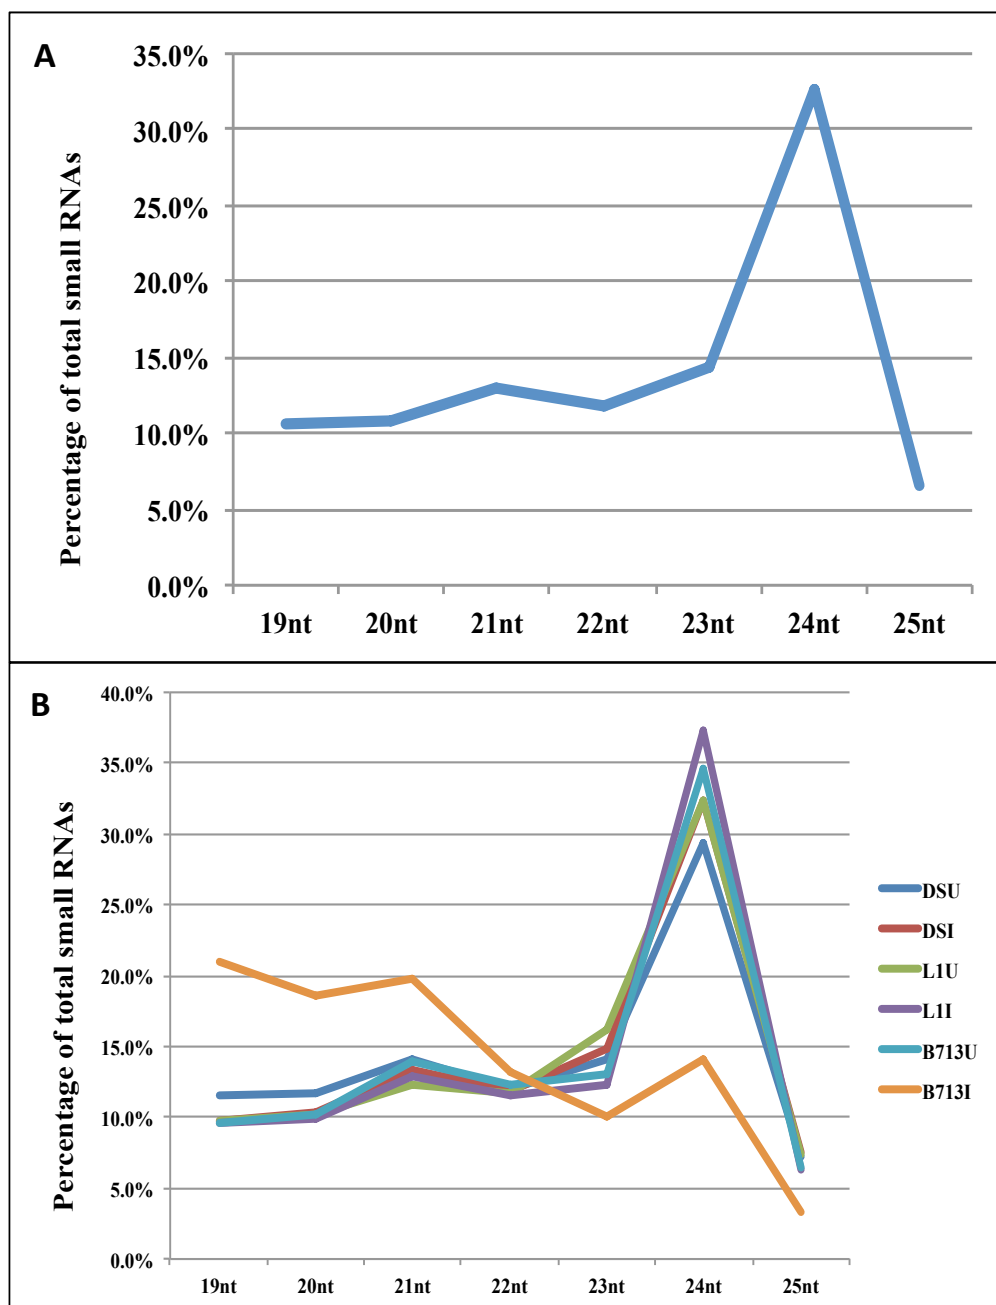 A
Percentage of total small RNAs
35.0%
30.0%
25.0%
20.0%
15.0%
10.0%
5.0%
0.0%
19nt 20nt 21nt 22nt 23nt 24nt 25nt
B
Percentage of total small RNAs
40.0%
35.0%
30.0%
25.0%
20.0%
15.0%
10.0%
5.0%
0.0%
19nt 20nt 21nt 22nt 23nt 24nt 25nt
DSU
DSI
L1U
L1I
B713U
B713I